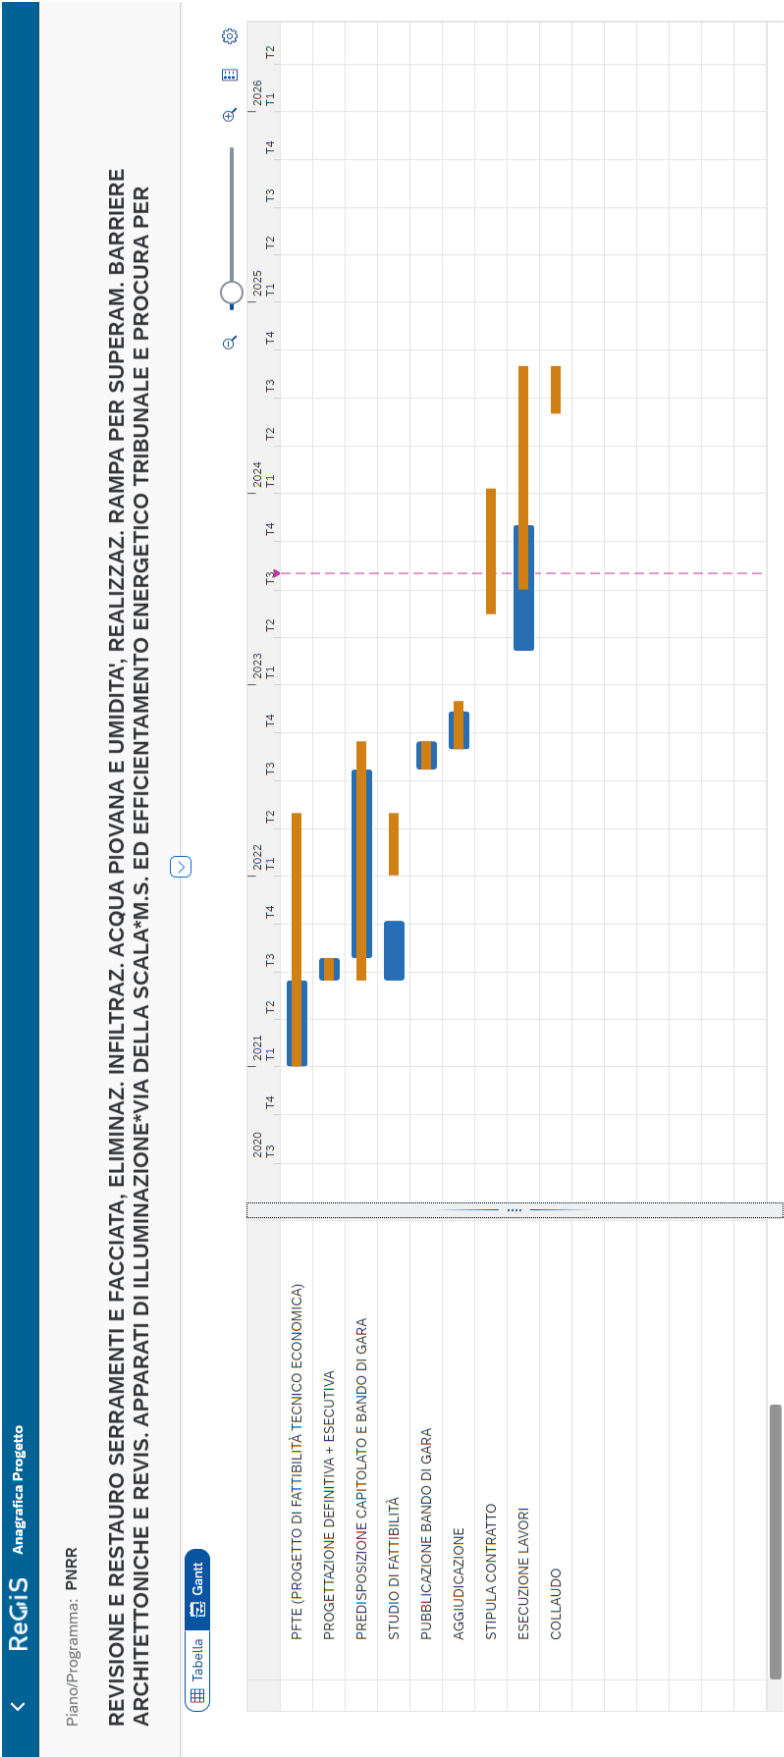 ReGiS Anagrafica Progetto
Piano/Programma: PNRR
REVISIONE E RESTAURO SERRAMENTI E FACCIATA, ELIMINAZ. INFILTRAZ. ACQUA PIOVANA E UMIDITA', REALIZZAZ. RAMPA PER SUPERAM. BARRIERE
ARCHITETTONICHE E REVIS. APPARATI DI ILLUMINAZIONE*VIA DELLA SCALA*M.S. ED EFFICIENTAMENTO ENERGETICO TRIBUNALE E PROCURA PER
Tabella Gantt
2020 2021 2022 2023 2024 2025 2026
T3 T4 T1 T2 T3 T4 T1 T2 T3 T4 T1 T2 T3 T4 T1 T2 T3 T4 T1 T2 T3 T4 T1 T2
PFTE (PROGETTO DI FATTIBILITÀ TECNICO ECONOMICA)
PROGETTAZIONE DEFINITIVA + ESECUTIVA
PREDISPOSIZIONE CAPITOLATO E BANDO DI GARA
STUDIO DI FATTIBILITÀ
PUBBLICAZIONE BANDO DI GARA
AGGIUDICAZIONE
STIPULA CONTRATTO
ESECUZIONE LAVORI
COLLAUDO